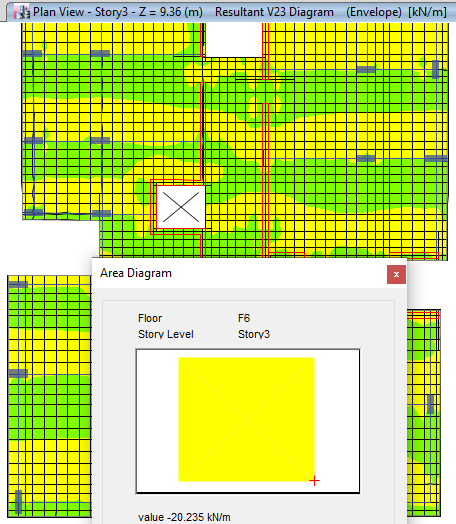 Plan View - Story3 - Z = 9.36 (m) Resultant V23 Diagram (Envelope) [kN/m]
Area Diagram x
Floor F6
Story Level Story3
value -20.235 kN/m